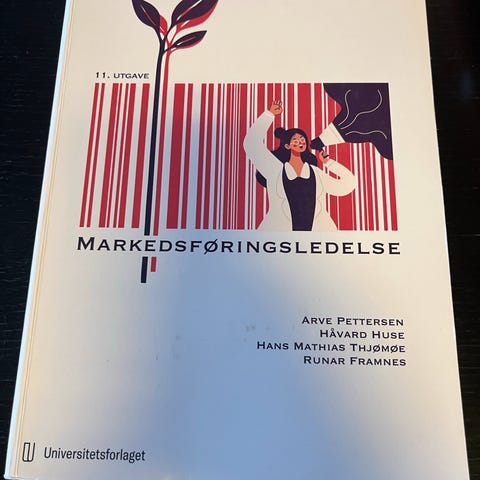 11. UTGAVE
MARKEDSFØRINGSLEDELSE
ARVE PETTERSEN
HÅVARD HUSE
HANS MATHIAS THJØMØE
RUNAR FRAMNES
Universitetsforlaget